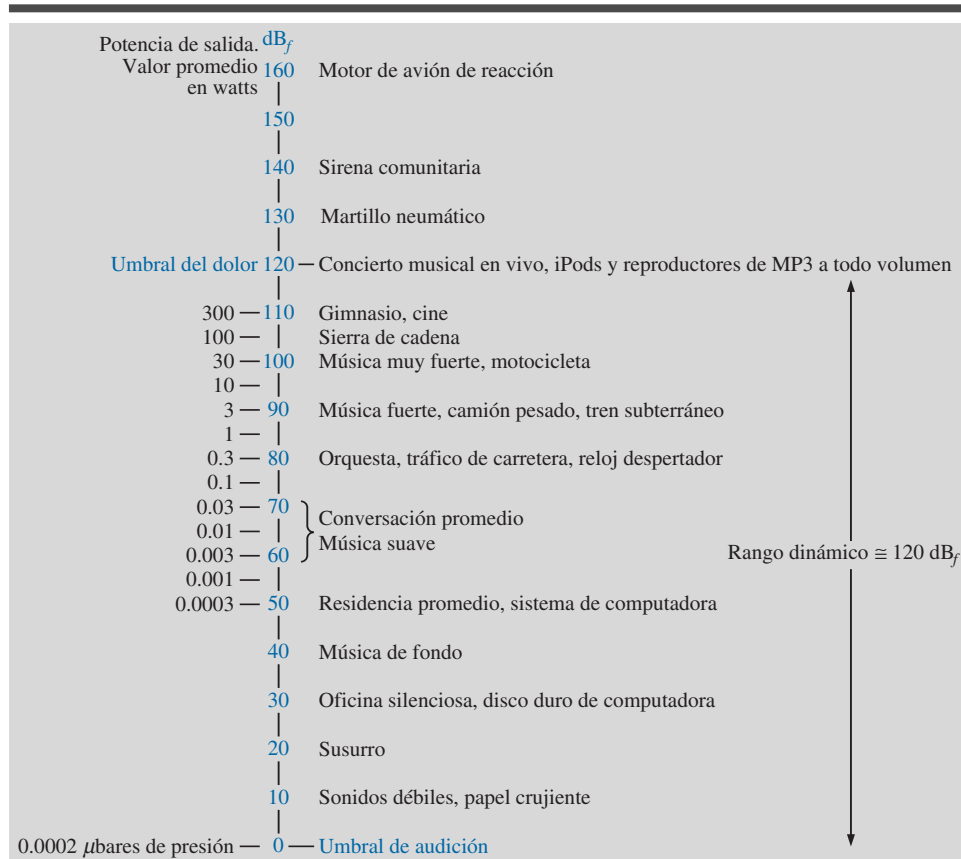 Potencia de salida. dB_f
Valor promedio 160 Motor de avión de reacción
en watts
150
140 Sirena comunitaria
130 Martillo neumático
Umbral del dolor 120 — Concierto musical en vivo, iPods y reproductores de MP3 a todo volumen
300 — 110 Gimnasio, cine
100 — Sierra de cadena
30 — 100 Música muy fuerte, motocicleta
10 —
3 — 90 Música fuerte, camión pesado, tren subterráneo
1 —
0.3 — 80 Orquesta, tráfico de carretera, reloj despertador
0.1 —
0.03 — 70
Conversación promedio
0.01 —
Música suave
0.003 — 60
Rango dinámico ≅ 120 dB_f
0.001 —
0.0003 — 50 Residencia promedio, sistema de computadora
40 Música de fondo
30 Oficina silenciosa, disco duro de computadora
20 Susurro
10 Sonidos débiles, papel crujiente
0.0002 μbares de presión — 0 — Umbral de audición